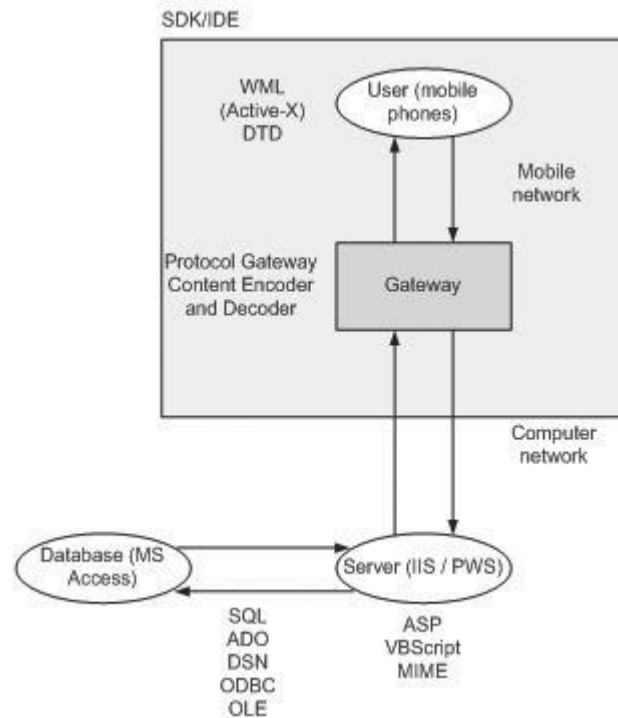 SDK/IDE
WML
(Active-X)
DTD
User (mobile
phones)
Mobile
network
Protocol Gateway
Content Encoder
and Decoder
Gateway
Computer
network
Database (MS
Access)
Server (IIS / PWS)
SQL
ADO
DSN
ODBC
OLE
ASP
VBScript
MIME